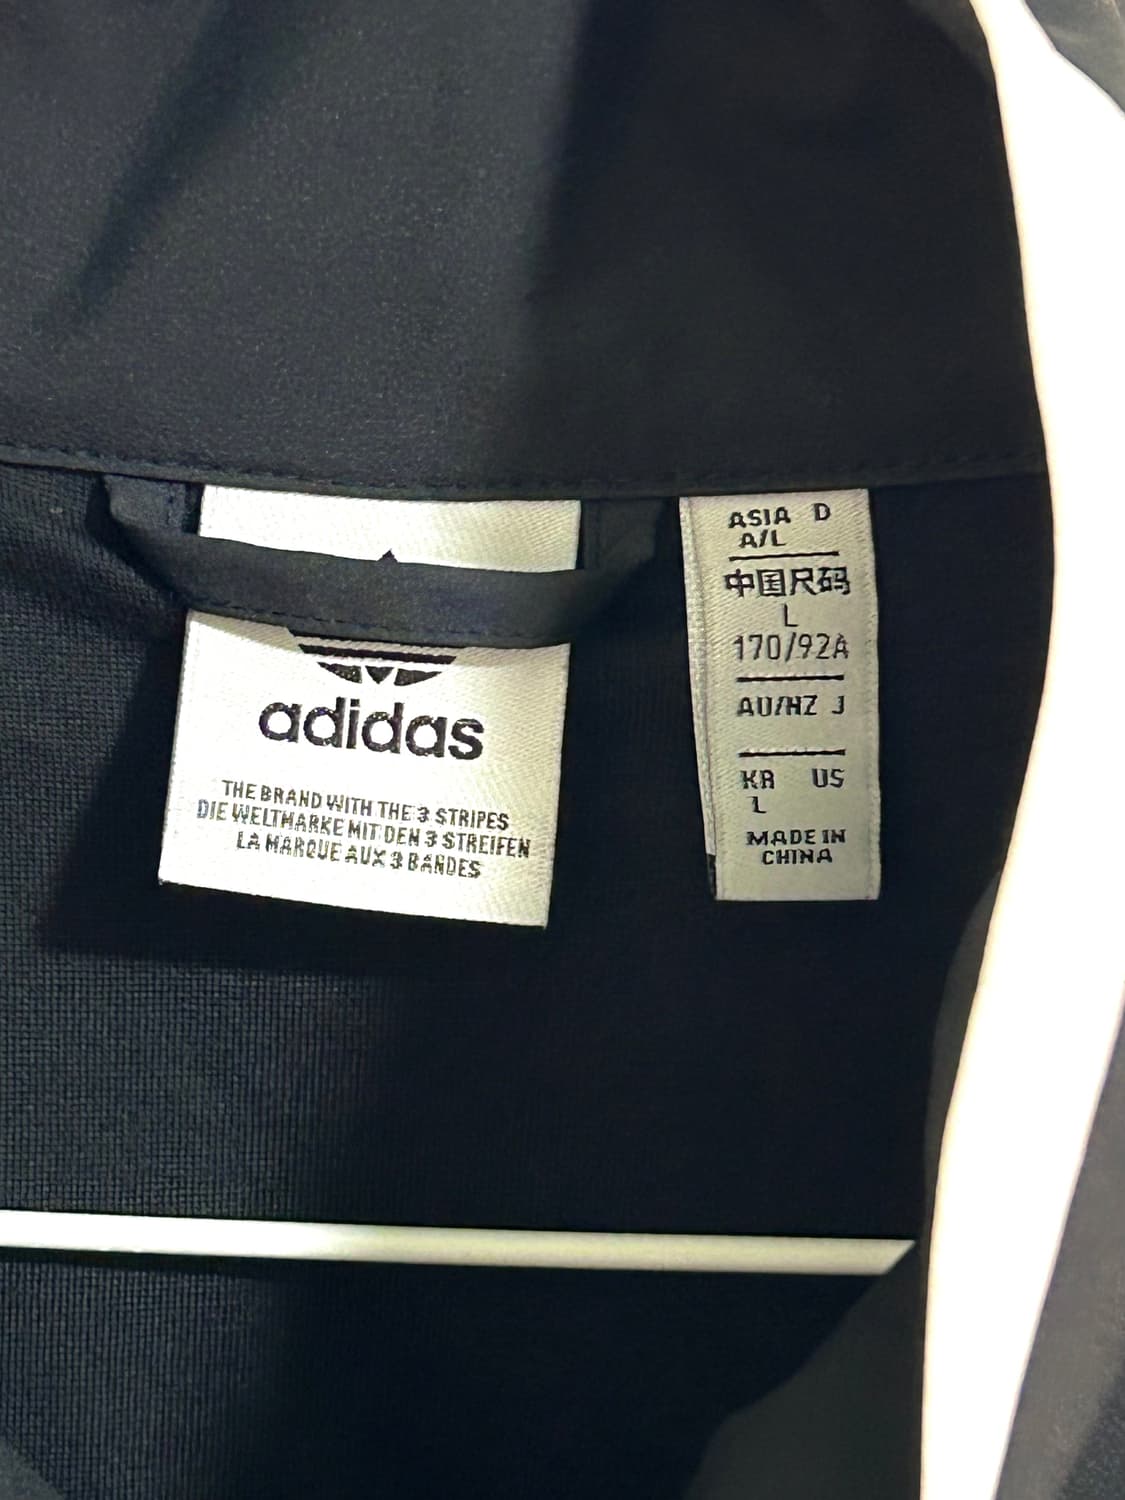 adidas
THE BRAND WITH THE 3 STRIPES
DIE WELTMARKE MIT DEN 3 STREIFEN
LA MARQUE AUX 3 BANDES
ASIA D
A/L
中国尺码
L
170/92A
AU/NZ J
KR US
L
MADE IN
CHINA